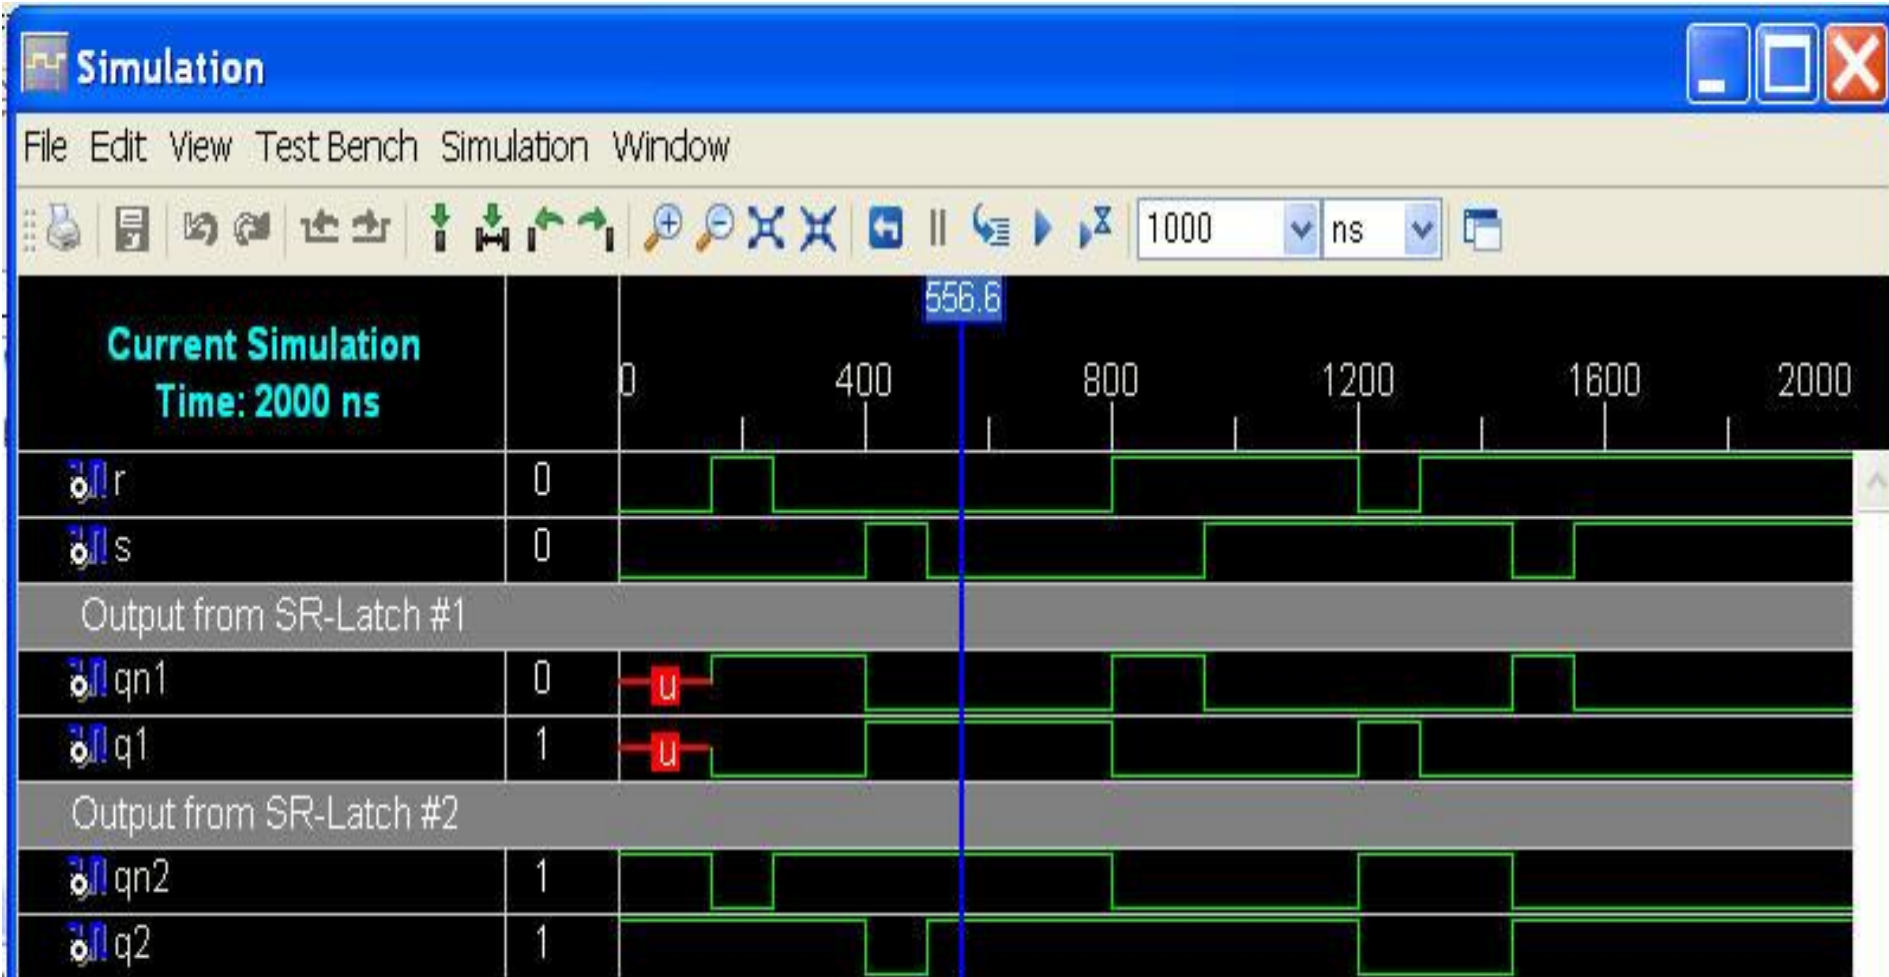 Simulation
File Edit View Test Bench Simulation Window
1000 ns
556.6
Current Simulation
Time: 2000 ns
0 400 800 1200 1600 2000
r 0
s 0
Output from SR-Latch #1
qn1 0 u
q1 1 u
Output from SR-Latch #2
qn2 1
q2 1